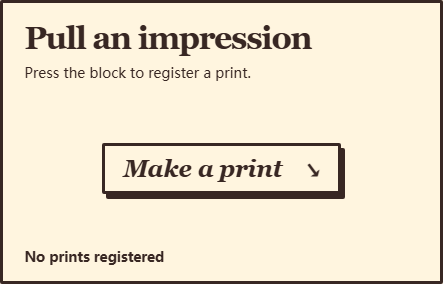 Pull an impression
Press the block to register a print.
Make a print ↘
No prints registered